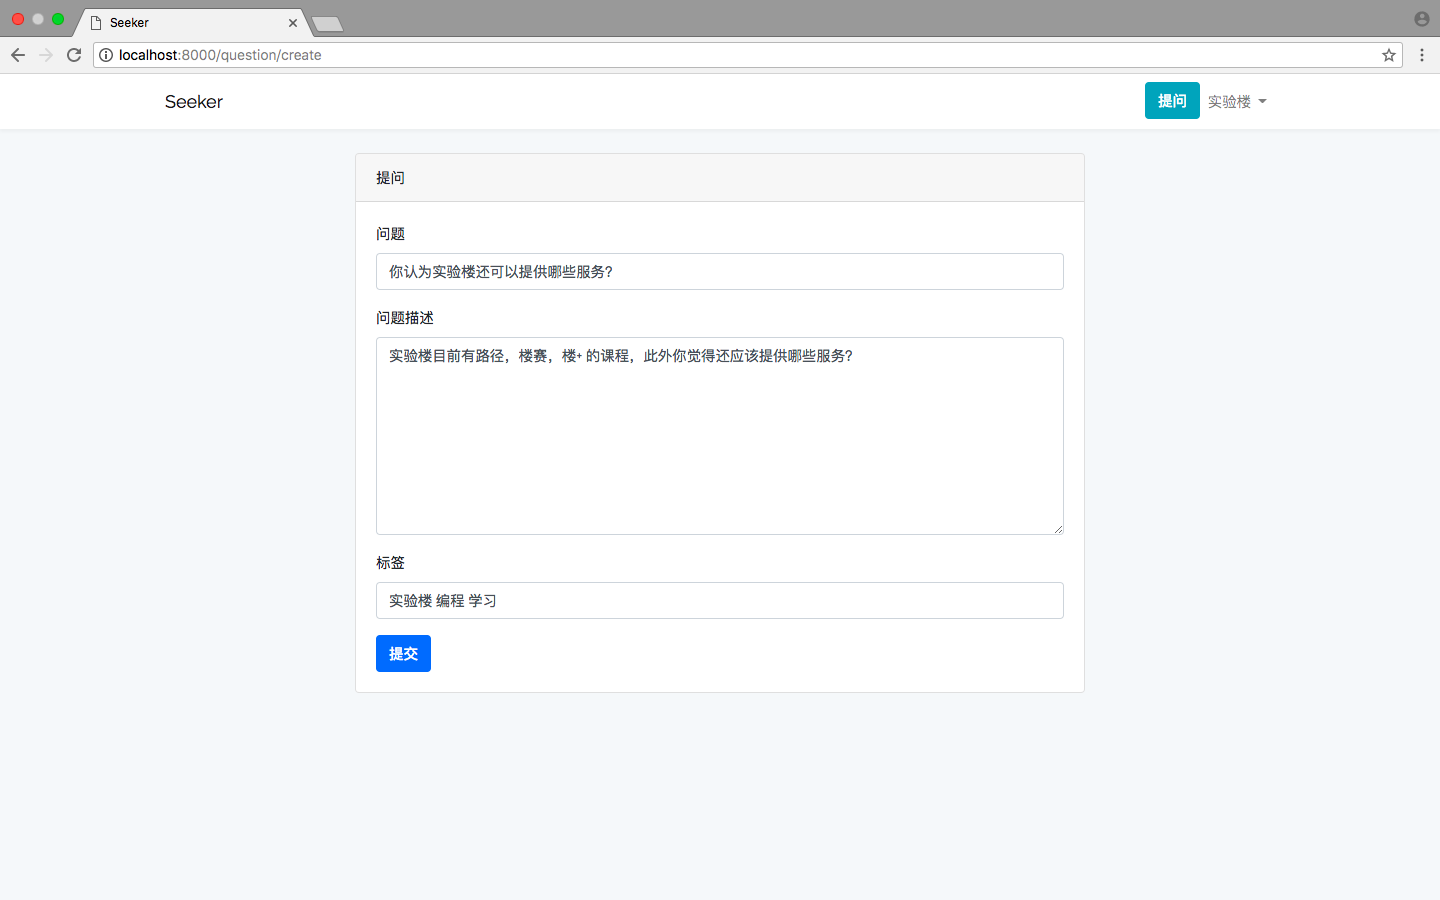 Seeker
localhost:8000/question/create
Seeker
提问
实验楼
提问
问题
你认为实验楼还可以提供哪些服务？
问题描述
实验楼目前有路径，楼赛，楼+ 的课程，此外你觉得还应该提供哪些服务？
标签
实验楼 编程 学习
提交